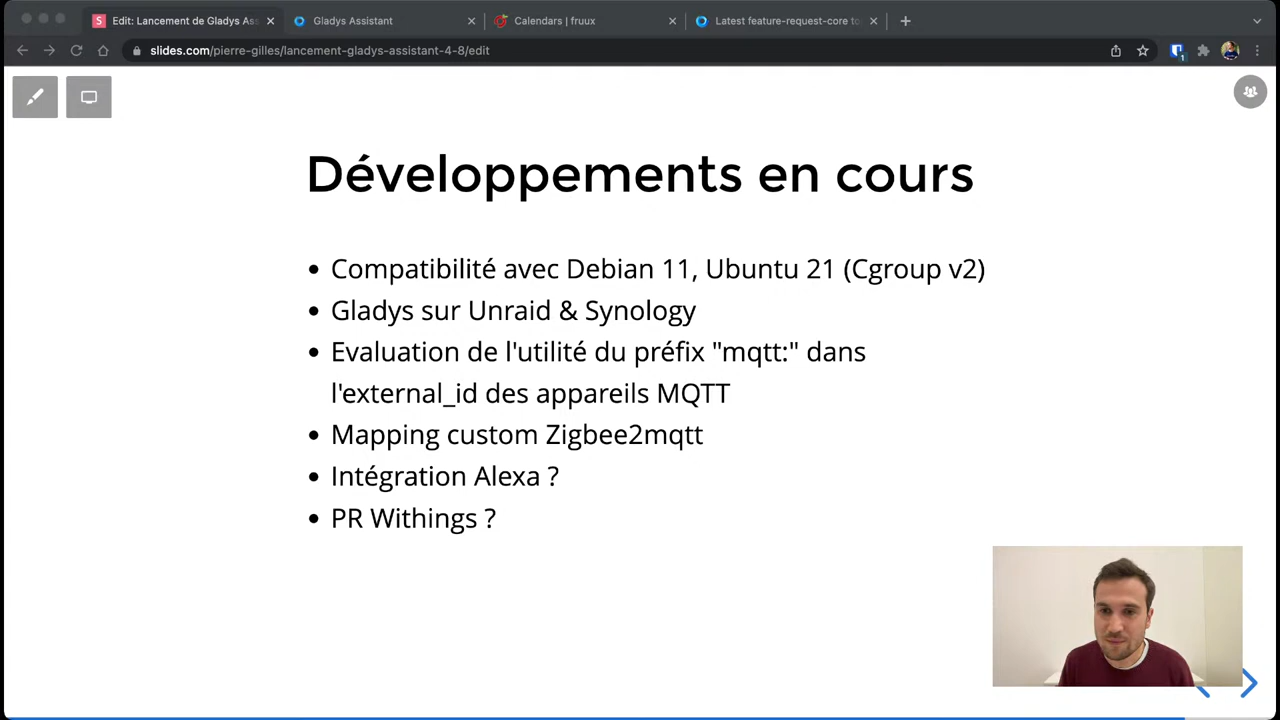 Edit: Lancement de Gladys Ass
Gladys Assistant
Calendars | fruux
Latest feature-request-core to
slides.com/pierre-gilles/lancement-gladys-assistant-4-8/edit
1
Développements en cours
• Compatibilité avec Debian 11, Ubuntu 21 (Cgroup v2)
• Gladys sur Unraid & Synology
• Evaluation de l'utilité du préfix "mqtt:" dans
l'external_id des appareils MQTT
• Mapping custom Zigbee2mqtt
• Intégration Alexa ?
• PR Withings ?